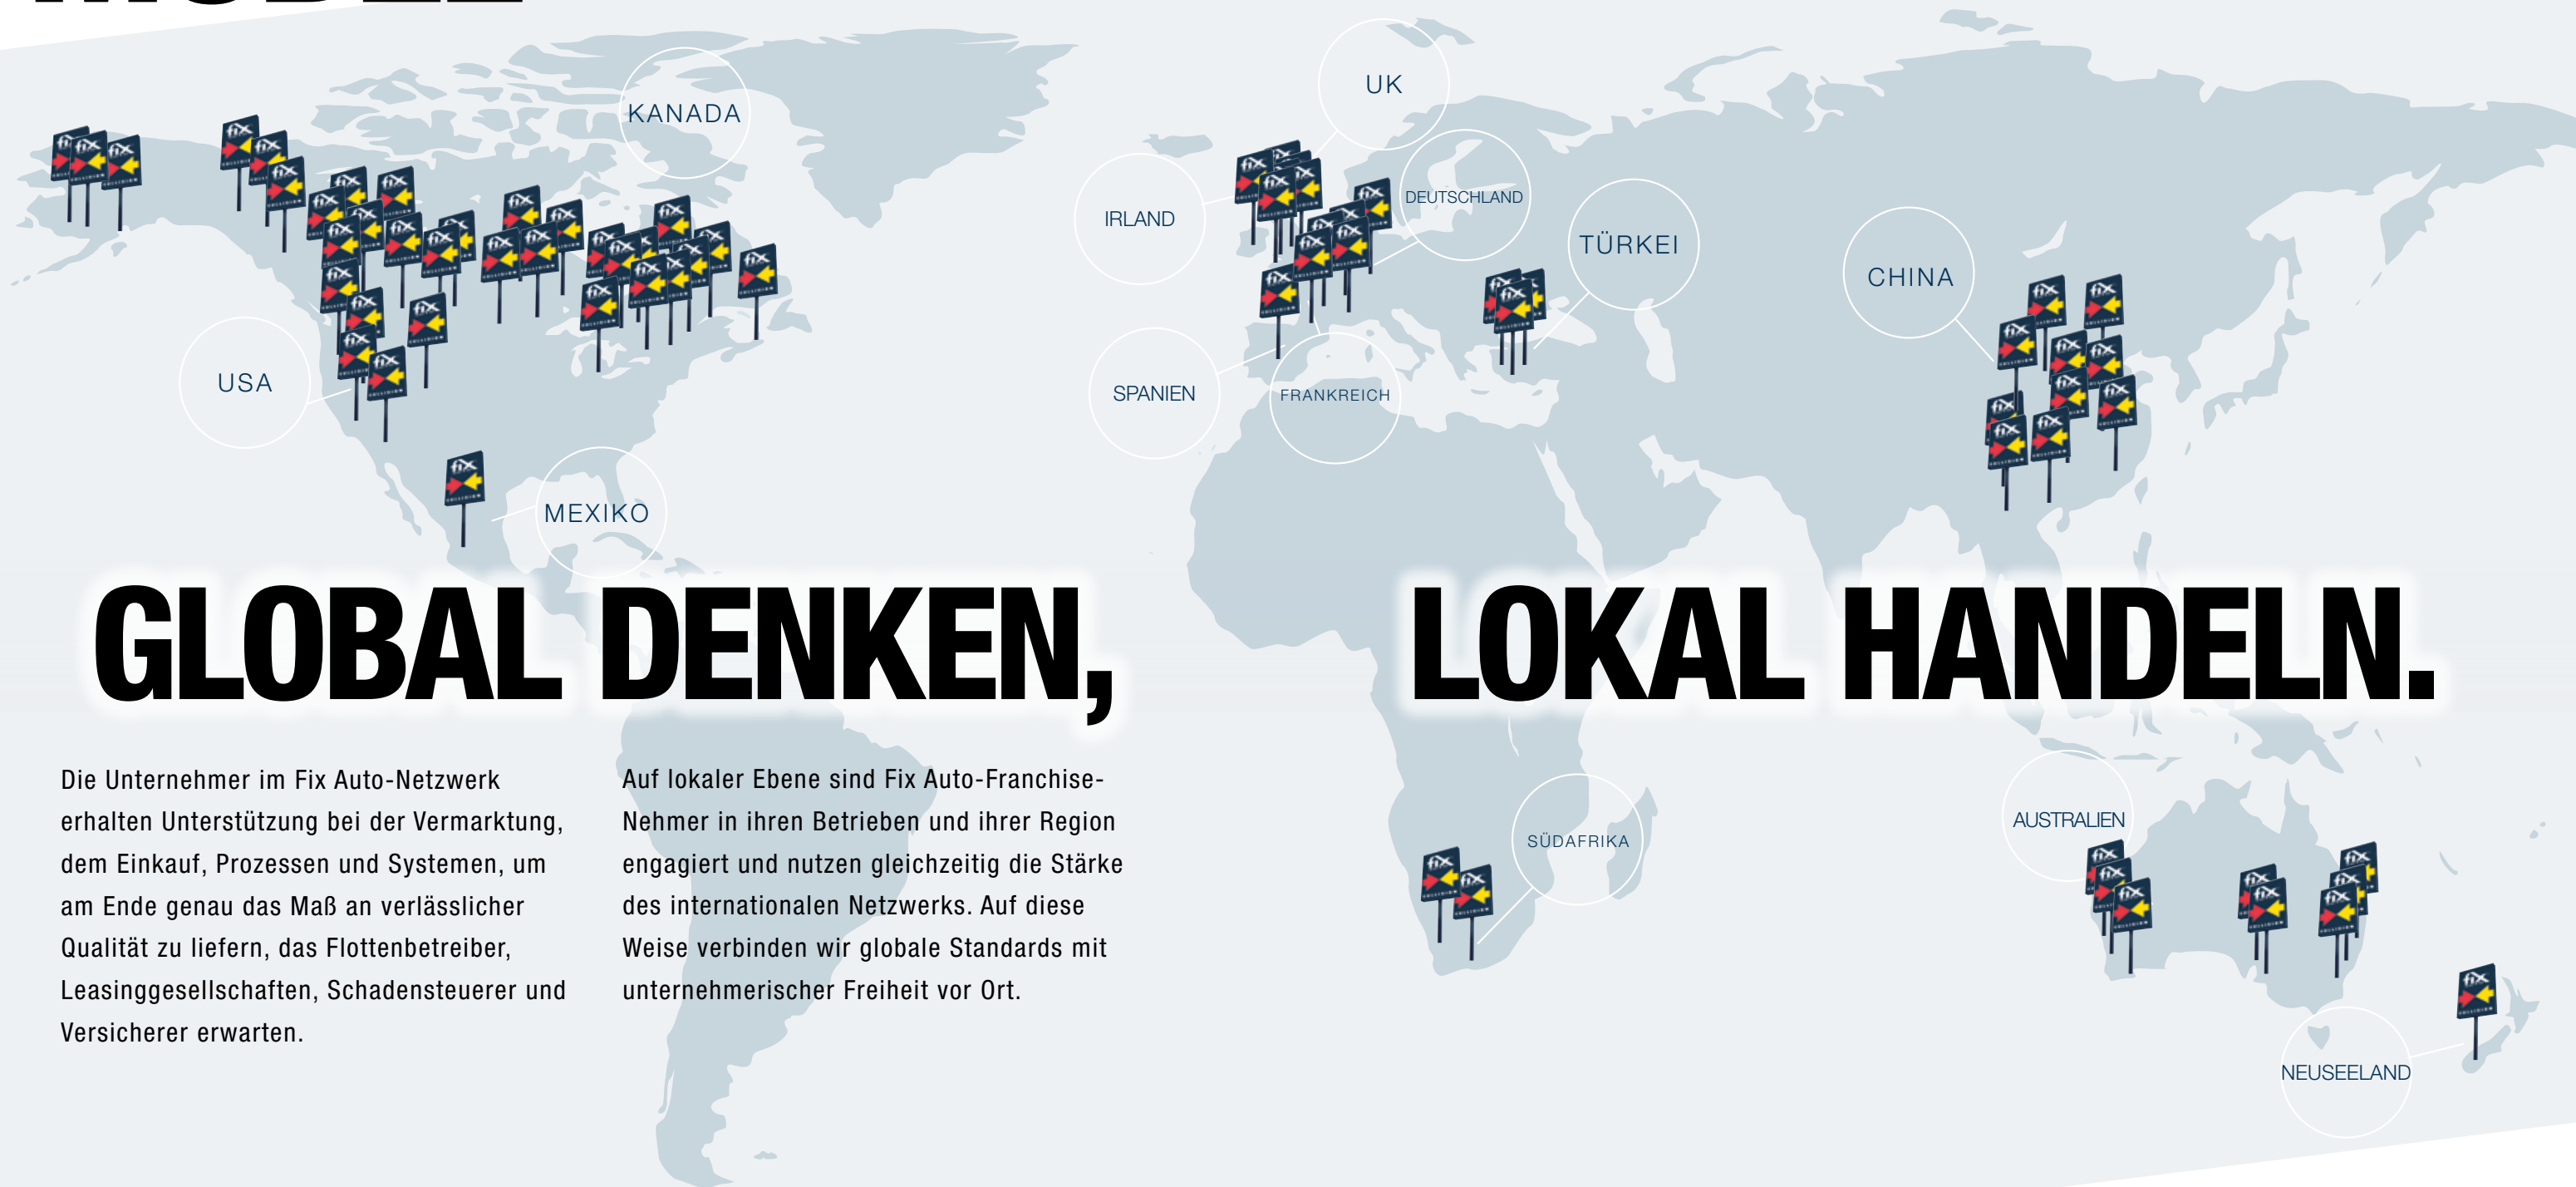 KANADA
UK
IRLAND
DEUTSCHLAND
TÜRKEI
CHINA
USA
SPANIEN
FRANKREICH
MEXIKO
fix
COLLISION
GLOBAL DENKEN, LOKAL HANDELN.
Die Unternehmer im Fix Auto-Netzwerk
erhalten Unterstützung bei der Vermarktung,
dem Einkauf, Prozessen und Systemen, um
am Ende genau das Maß an verlässlicher
Qualität zu liefern, das Flottenbetreiber,
Leasinggesellschaften, Schadensteuerer und
Versicherer erwarten.
Auf lokaler Ebene sind Fix Auto-Franchise-
Nehmer in ihren Betrieben und ihrer Region
engagiert und nutzen gleichzeitig die Stärke
des internationalen Netzwerks. Auf diese
Weise verbinden wir globale Standards mit
unternehmerischer Freiheit vor Ort.
SÜDAFRIKA
AUSTRALIEN
NEUSEELAND